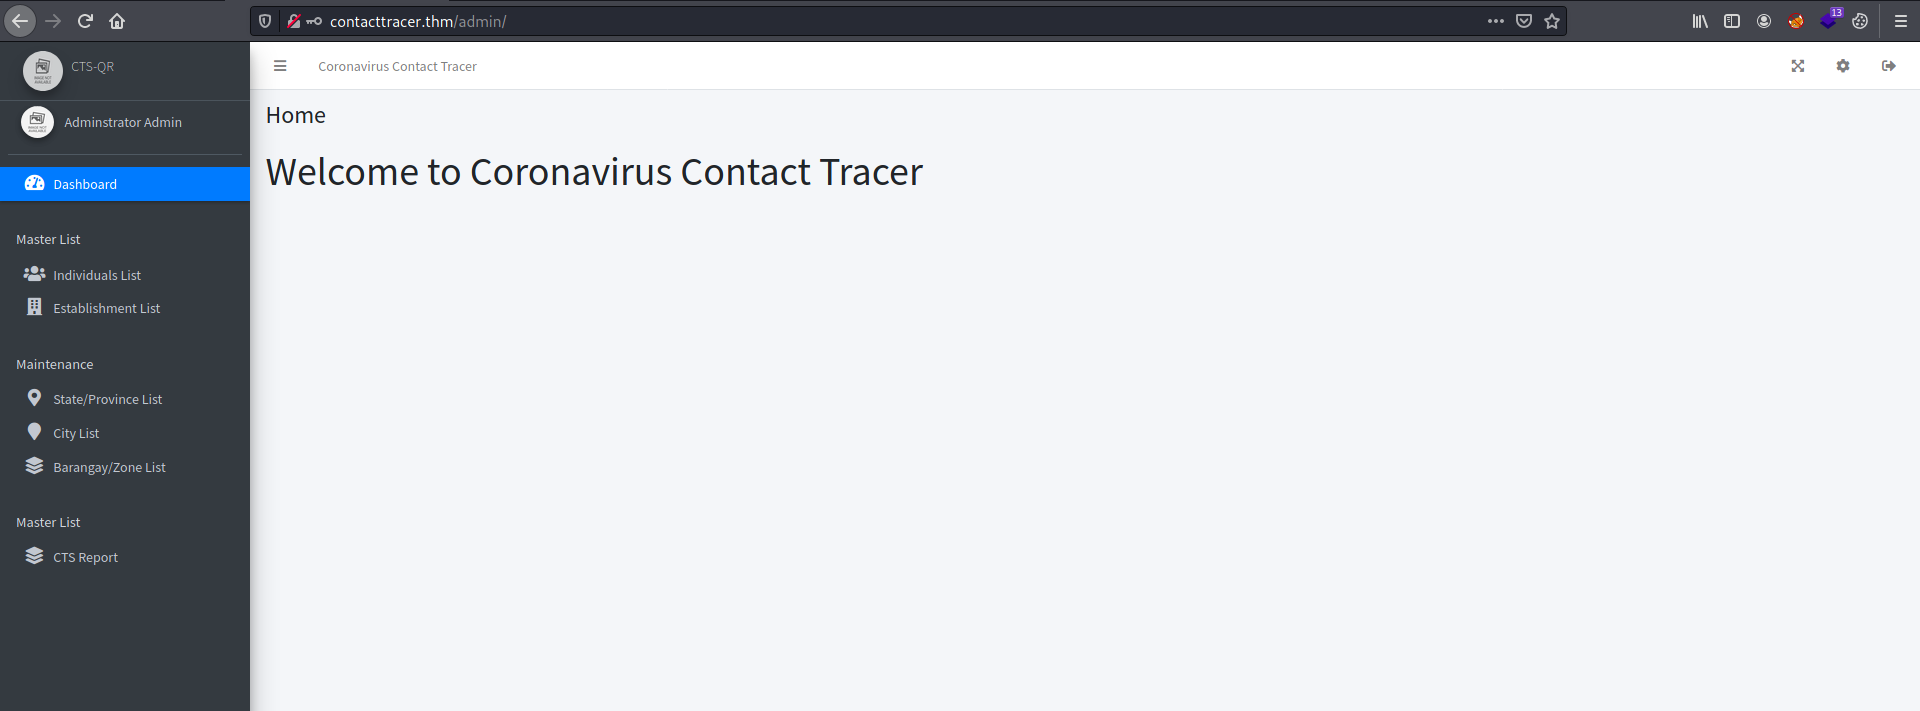 contacttracer.thm/admin/
13
CTS-QR
Coronavirus Contact Tracer
Adminstrator Admin
Home
Welcome to Coronavirus Contact Tracer
Dashboard
Master List
Individuals List
Establishment List
Maintenance
State/Province List
City List
Barangay/Zone List
Master List
CTS Report